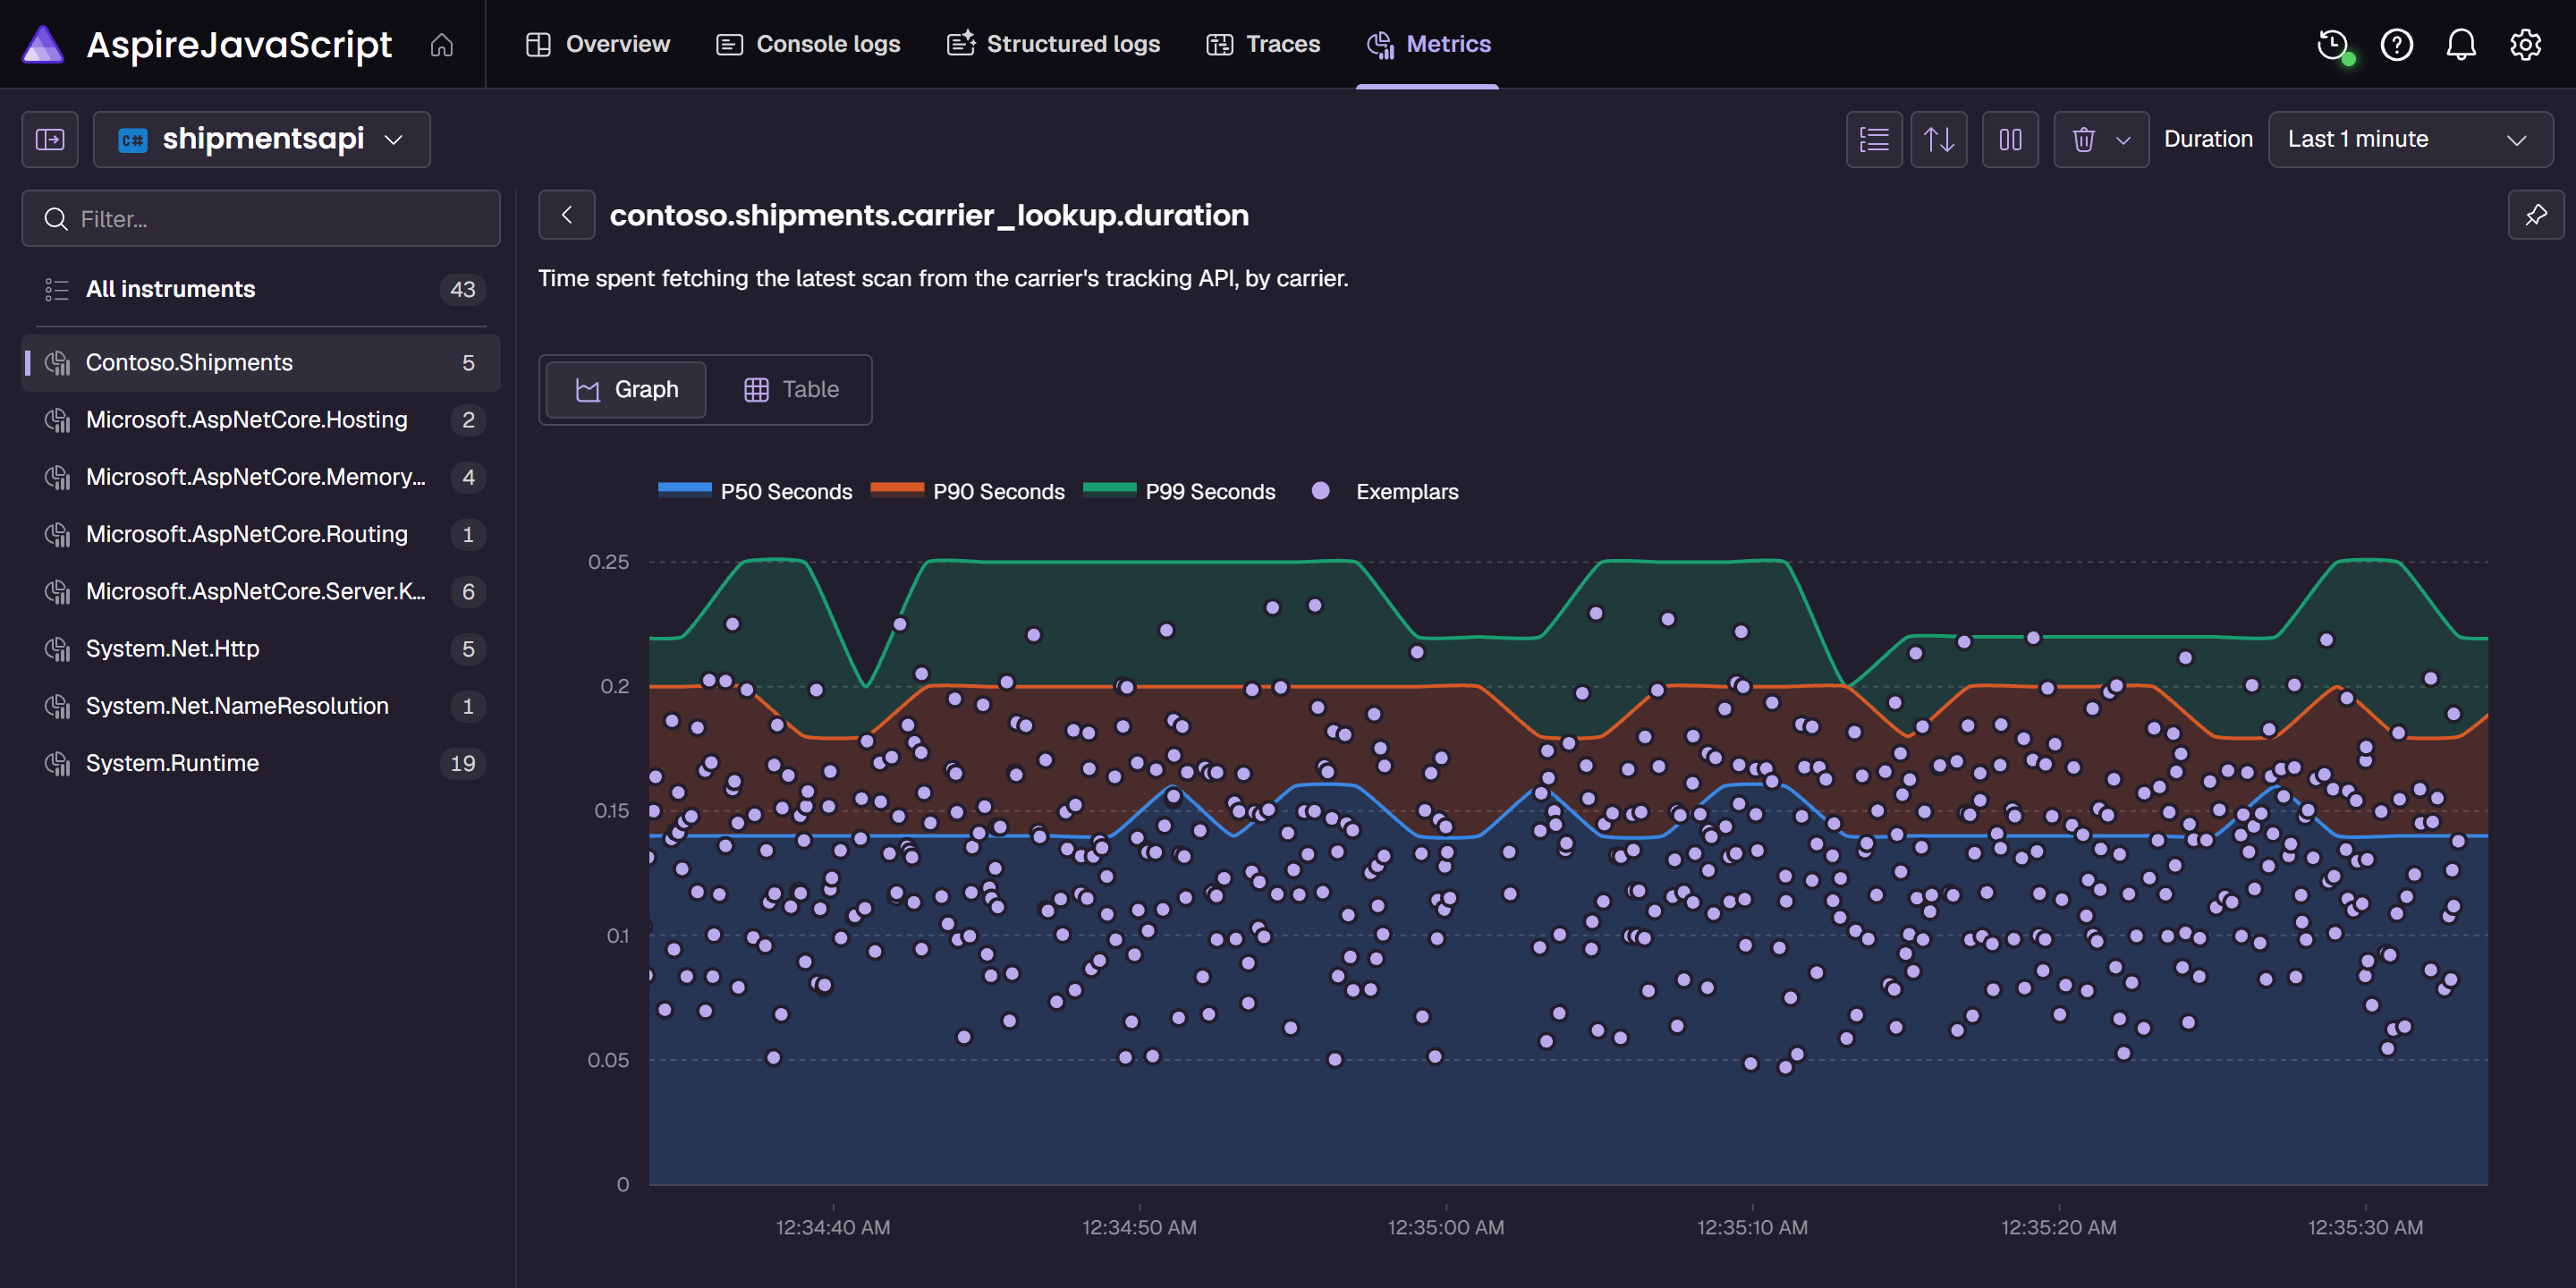 AspireJavaScript
Overview
Console logs
Structured logs
Traces
Metrics
C# shipmentsapi
Duration
Last 1 minute
Filter...
All instruments 43
Contoso.Shipments 5
Microsoft.AspNetCore.Hosting 2
Microsoft.AspNetCore.Memory... 4
Microsoft.AspNetCore.Routing 1
Microsoft.AspNetCore.Server.K... 6
System.Net.Http 5
System.Net.NameResolution 1
System.Runtime 19
contoso.shipments.carrier_lookup.duration
Time spent fetching the latest scan from the carrier's tracking API, by carrier.
Graph
Table
P50 Seconds
P90 Seconds
P99 Seconds
Exemplars
0.25
0.2
0.15
0.1
0.05
0
12:34:40 AM
12:34:50 AM
12:35:00 AM
12:35:10 AM
12:35:20 AM
12:35:30 AM